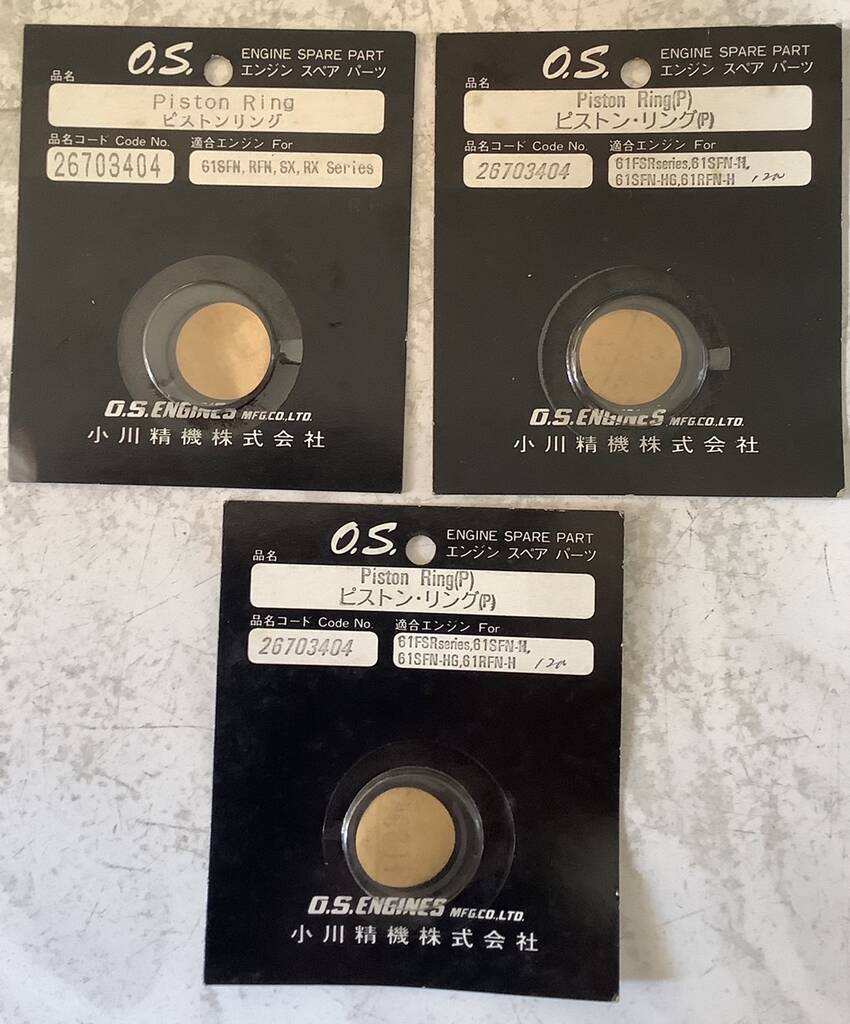 O.S. ENGINE SPARE PART
エンジン スペア パーツ
品名
Piston Ring
ピストンリング
品名コード Code No. 適合エンジン For
26703404 61SFN, RFN, SX, RX Series
O.S.ENGINES MFG.CO.,LTD.
小川精機株式会社
O.S. ENGINE SPARE PART
エンジン スペア パーツ
品名
Piston Ring(P)
ピストン・リング(P)
品名コード Code No. 適合エンジン For
26703404 61FSRseries,61SFN-H,
61SFN-HG,61RFN-H
O.S.ENGINES MFG.CO.,LTD.
小川精機株式会社
O.S. ENGINE SPARE PART
エンジン スペア パーツ
品名
Piston Ring(P)
ピストン・リング(P)
品名コード Code No. 適合エンジン For
26703404 61FSRseries,61SFN-H,
61SFN-HG,61RFN-H
O.S.ENGINES MFG.CO.,LTD.
小川精機株式会社